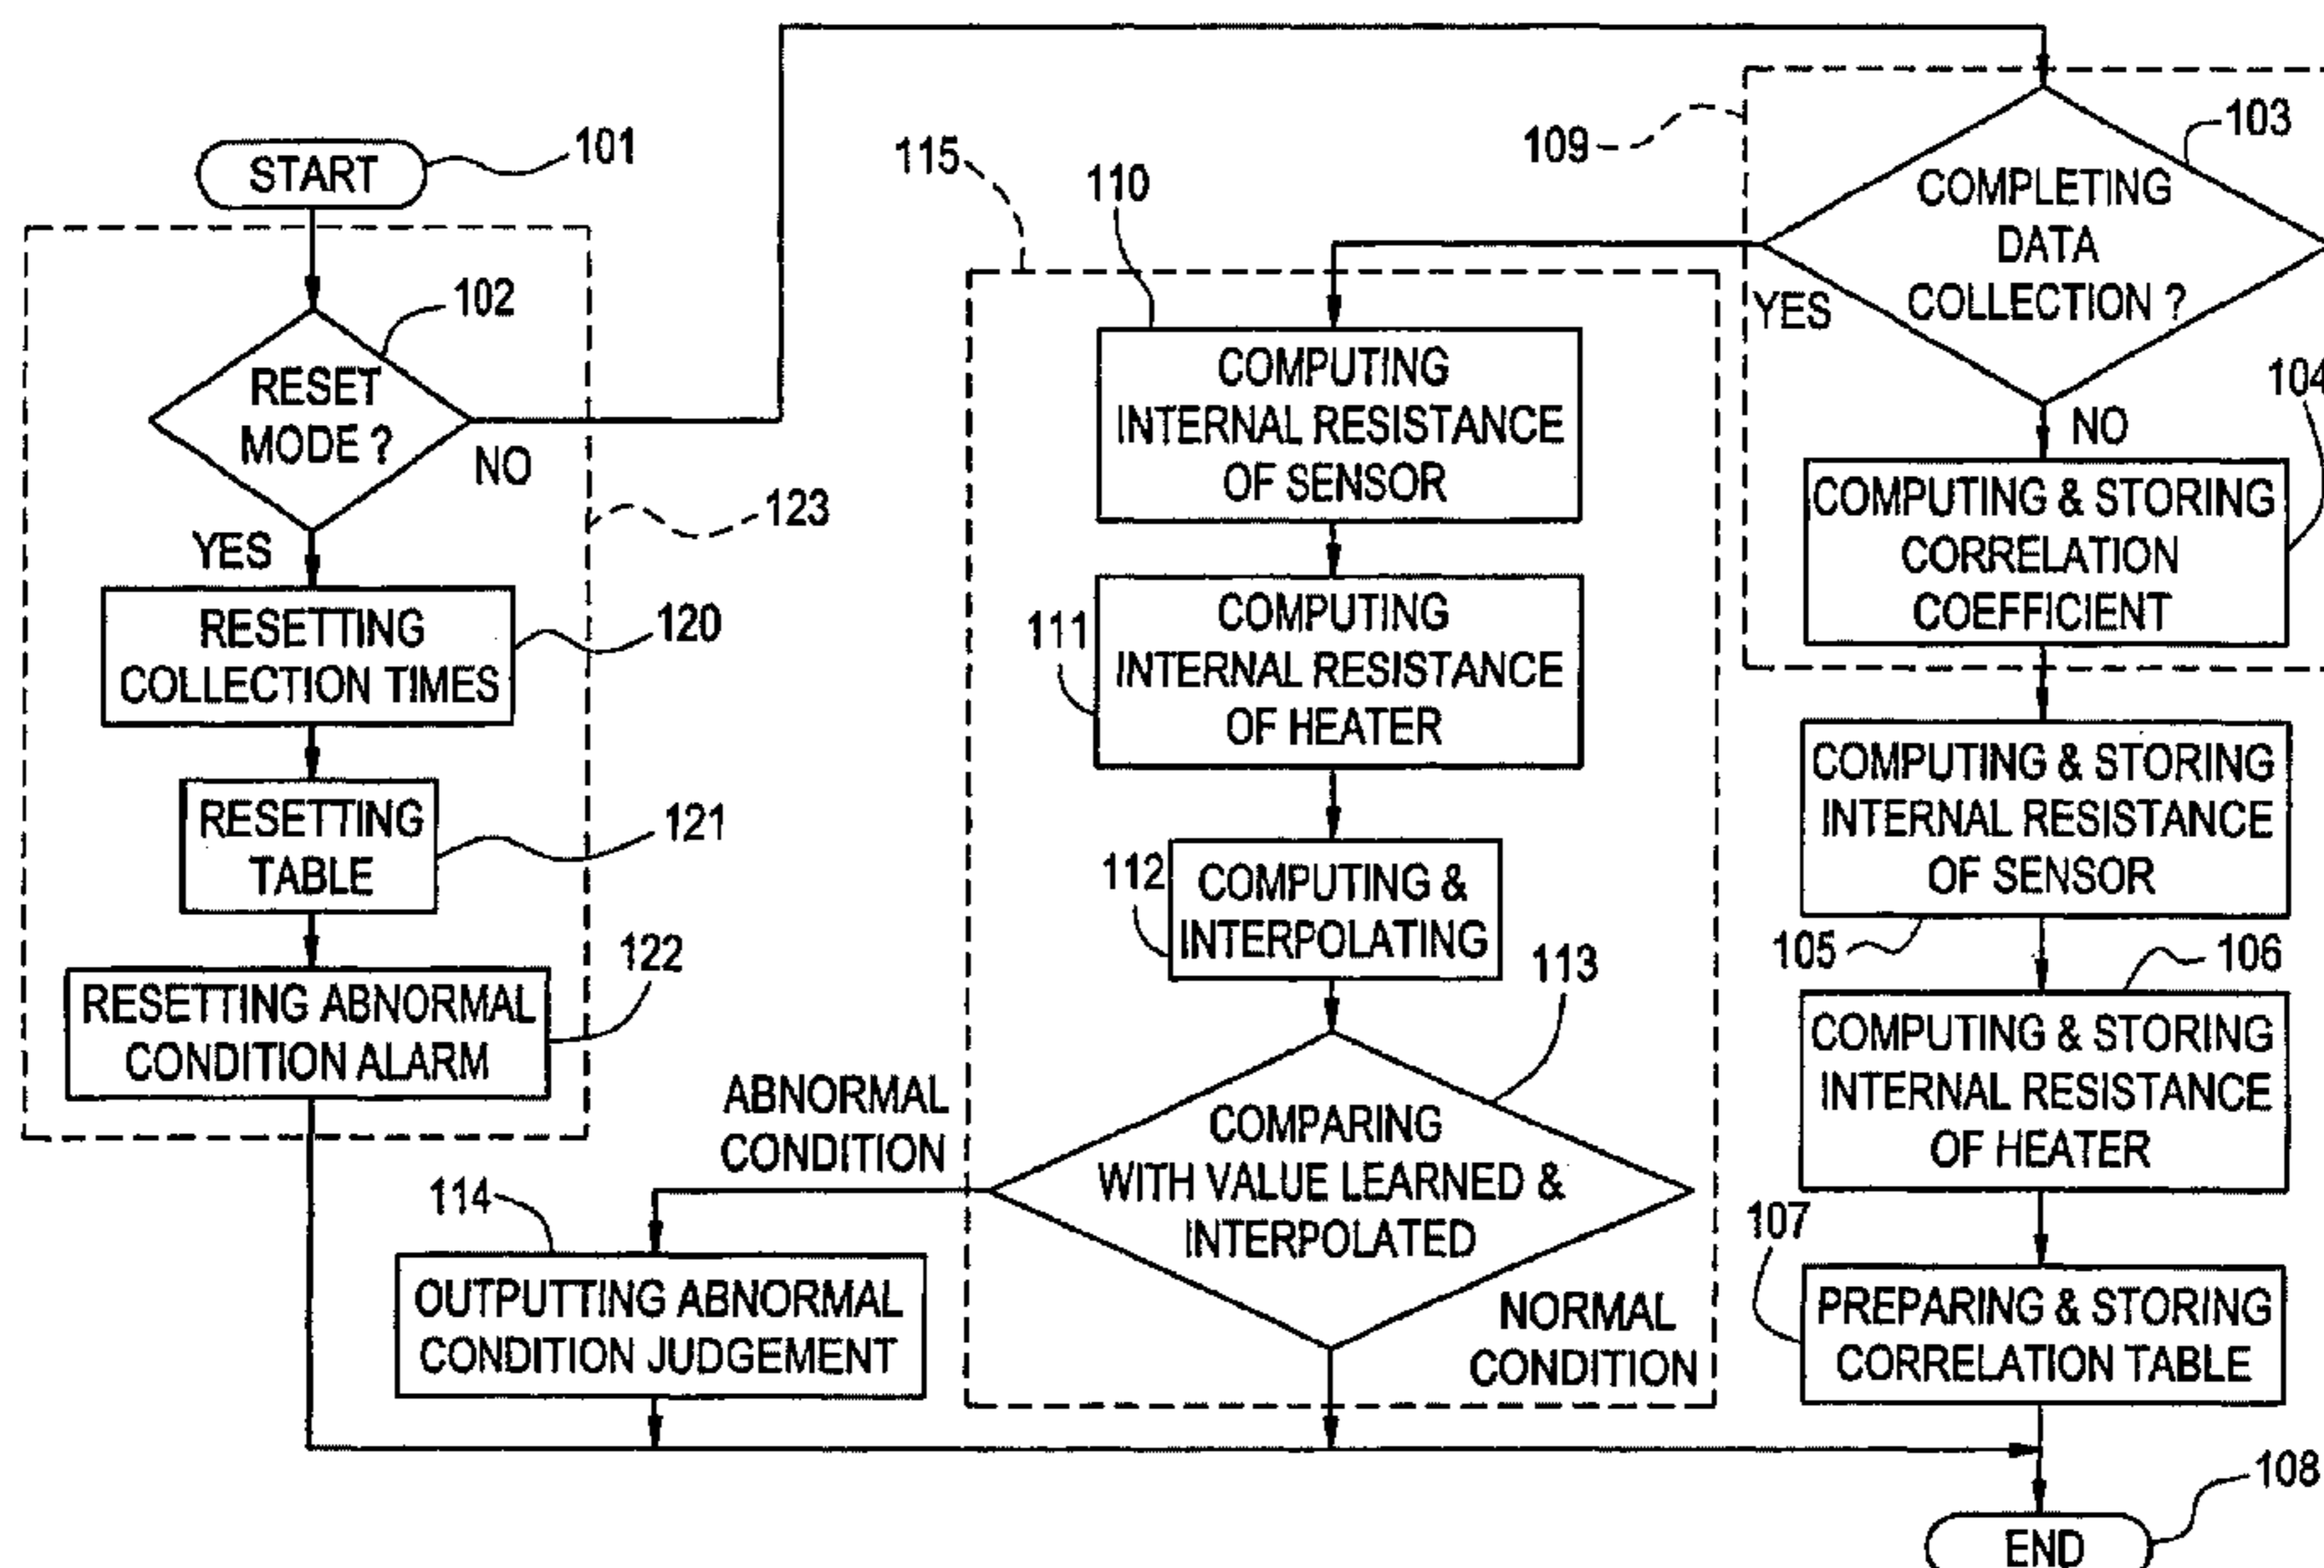 START
101
102
RESET
MODE ?
NO
YES
123
RESETTING
COLLECTION TIMES
120
RESETTING
TABLE
121
RESETTING ABNORMAL
CONDITION ALARM
122
115
110
COMPUTING
INTERNAL RESISTANCE
OF SENSOR
111
COMPUTING
INTERNAL RESISTANCE
OF HEATER
112
COMPUTING &
INTERPOLATING
113
COMPARING
WITH VALUE LEARNED &
INTERPOLATED
ABNORMAL
CONDITION
NORMAL
CONDITION
114
OUTPUTTING ABNORMAL
CONDITION JUDGEMENT
109
103
COMPLETING
DATA
COLLECTION ?
YES
NO
104
COMPUTING & STORING
CORRELATION
COEFFICIENT
COMPUTING & STORING
INTERNAL RESISTANCE
OF SENSOR
105
106
COMPUTING & STORING
INTERNAL RESISTANCE
OF HEATER
107
PREPARING & STORING
CORRELATION TABLE
108
END